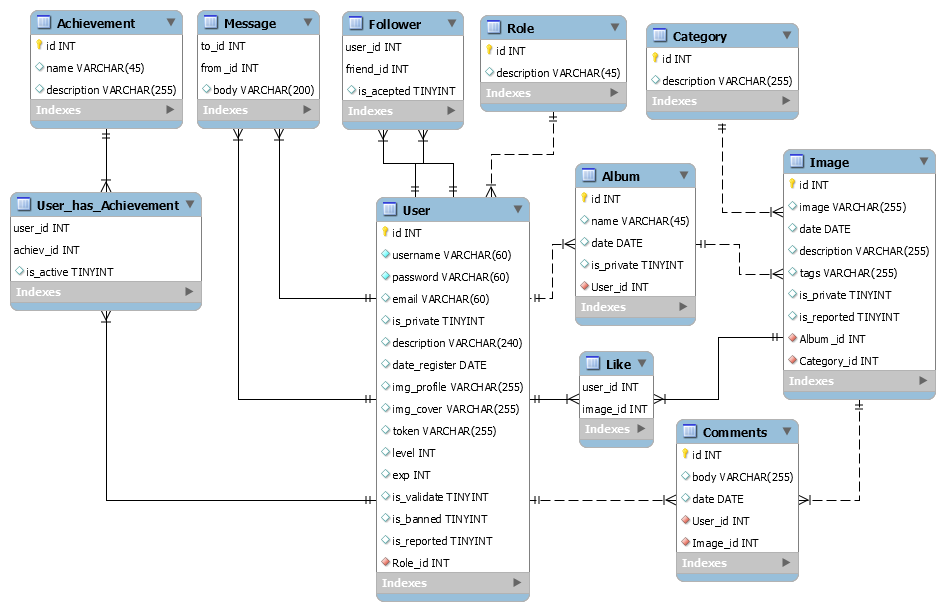 Achievement
id INT
name VARCHAR(45)
description VARCHAR(255)
Indexes
Message
to_id INT
from_id INT
body VARCHAR(200)
Indexes
Follower
user_id INT
friend_id INT
is_acepted TINYINT
Indexes
Role
id INT
description VARCHAR(45)
Indexes
Category
id INT
description VARCHAR(255)
Indexes
User_has_Achievement
user_id INT
achiev_id INT
is_active TINYINT
Indexes
User
id INT
username VARCHAR(60)
password VARCHAR(60)
email VARCHAR(60)
is_private TINYINT
description VARCHAR(240)
date_register DATE
img_profile VARCHAR(255)
img_cover VARCHAR(255)
token VARCHAR(255)
level INT
exp INT
is_validate TINYINT
is_banned TINYINT
is_reported TINYINT
Role_id INT
Indexes
Album
id INT
name VARCHAR(45)
date DATE
is_private TINYINT
User_id INT
Indexes
Image
id INT
image VARCHAR(255)
date DATE
description VARCHAR(255)
tags VARCHAR(255)
is_private TINYINT
is_reported TINYINT
Album_id INT
Category_id INT
Indexes
Like
user_id INT
image_id INT
Indexes
Comments
id INT
body VARCHAR(255)
date DATE
User_id INT
Image_id INT
Indexes